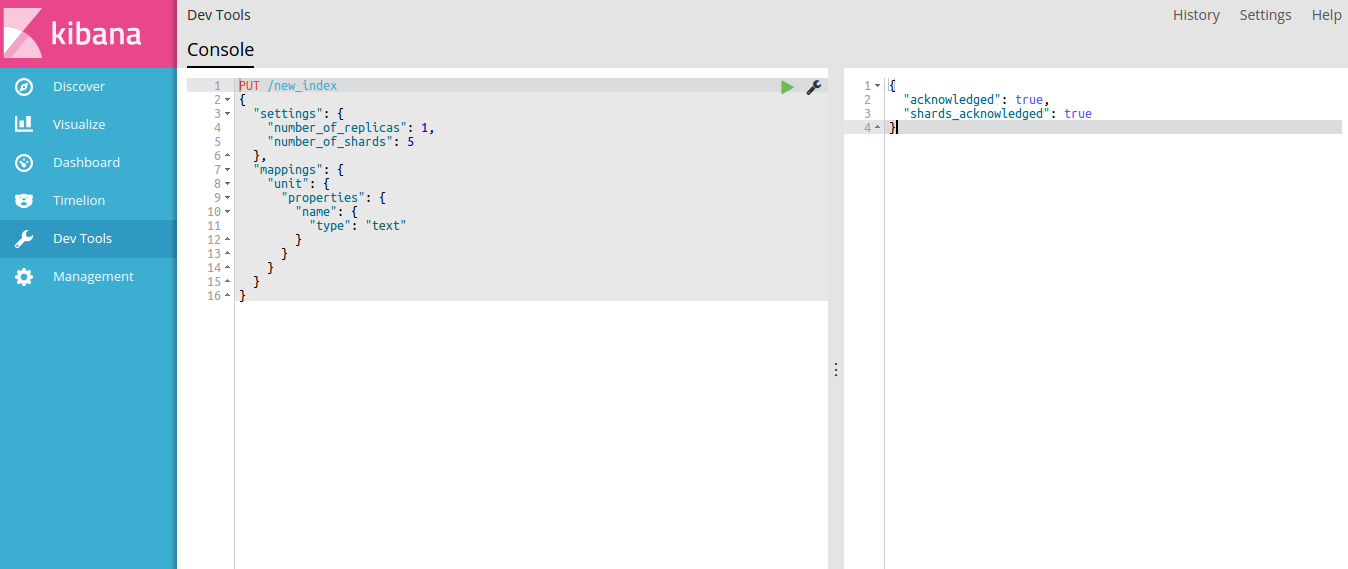 kibana
Discover
Visualize
Dashboard
Timelion
Dev Tools
Management
Dev Tools
History Settings Help
Console
1 PUT /new_index
2 {
3   "settings": {
4     "number_of_replicas": 1,
5     "number_of_shards": 5
6   },
7   "mappings": {
8     "unit": {
9       "properties": {
10         "name": {
11           "type": "text"
12         }
13       }
14     }
15   }
16 }
1 {
2   "acknowledged": true,
3   "shards_acknowledged": true
4 }